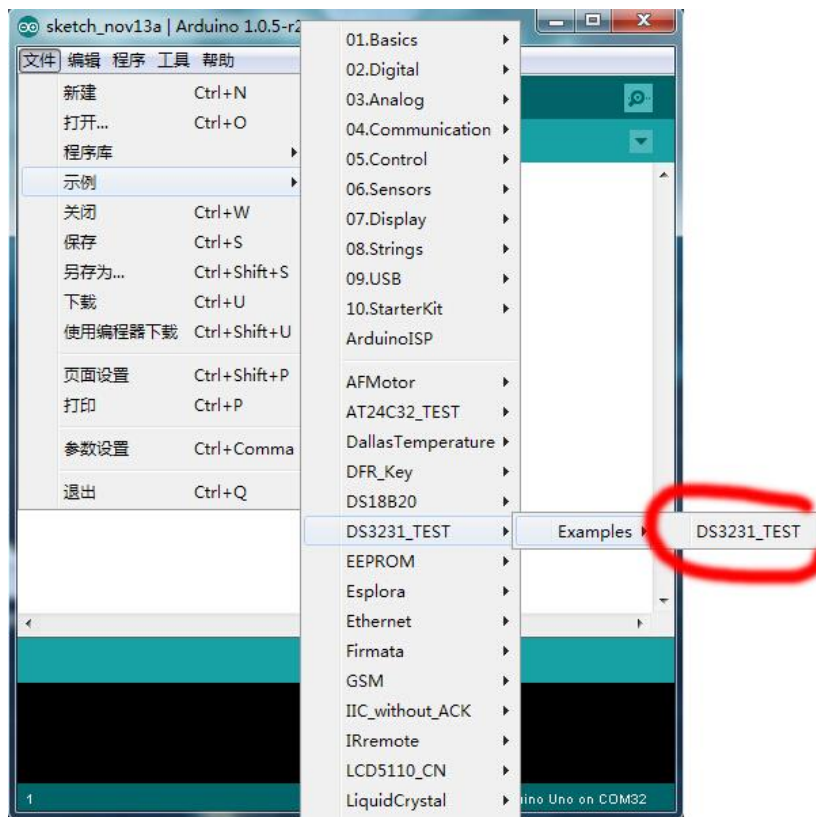 sketch_nov13a | Arduino 1.0.5-r2
文件 编辑 程序 工具 帮助
新建 Ctrl+N
打开... Ctrl+O
程序库
示例
关闭 Ctrl+W
保存 Ctrl+S
另存为... Ctrl+Shift+S
下载 Ctrl+U
使用编程器下载 Ctrl+Shift+U
页面设置 Ctrl+Shift+P
打印 Ctrl+P
参数设置 Ctrl+Comma
退出 Ctrl+Q
01.Basics
02.Digital
03.Analog
04.Communication
05.Control
06.Sensors
07.Display
08.Strings
09.USB
10.StarterKit
ArduinoISP
AFMotor
AT24C32_TEST
DallasTemperature
DFR_Key
DS18B20
DS3231_TEST
EEPROM
Esplora
Ethernet
Firmata
GSM
IIC_without_ACK
IRremote
LCD5110_CN
LiquidCrystal
Examples
DS3231_TEST
1
ino Uno on COM32